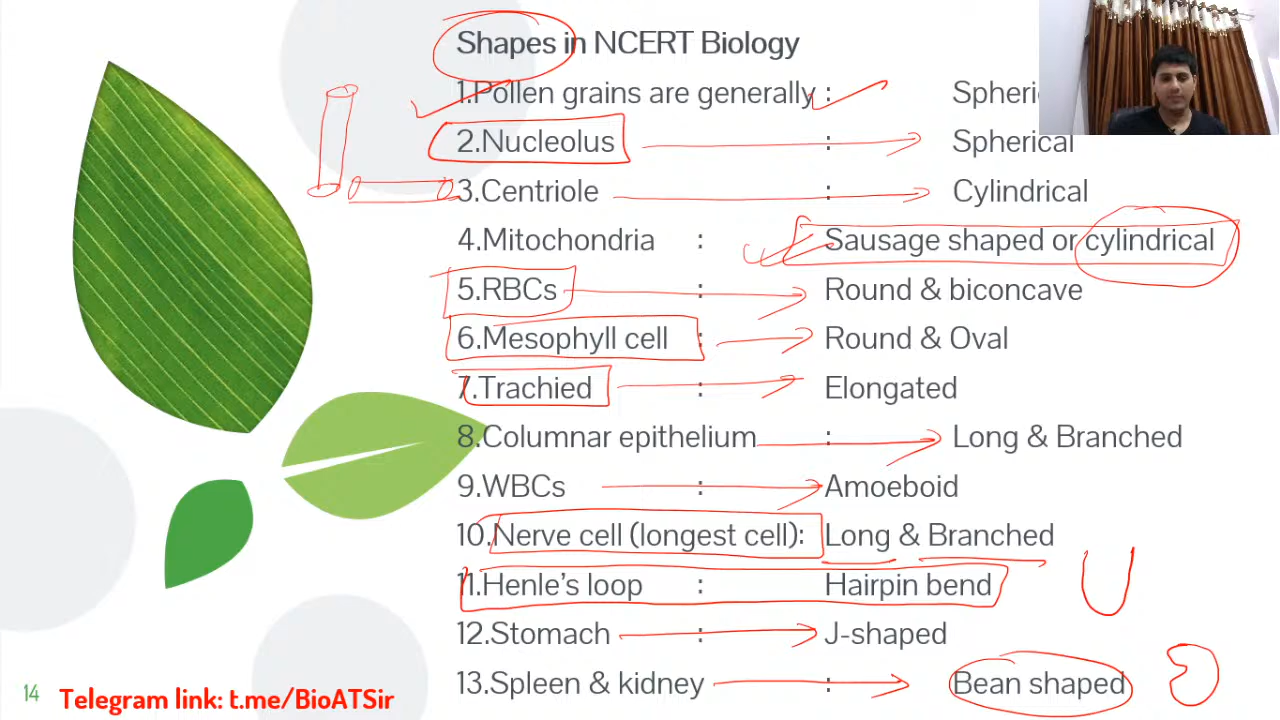 Shapes in NCERT Biology
1.Pollen grains are generally :
2.Nucleolus : Spherical
3.Centriole : Cylindrical
4.Mitochondria : Sausage shaped or cylindrical
5.RBCs : Round & biconcave
6.Mesophyll cell : Round & Oval
7.Trachied : Elongated
8.Columnar epithelium : Long & Branched
9.WBCs : Amoeboid
10.Nerve cell (longest cell): Long & Branched
11.Henle's loop : Hairpin bend
12.Stomach : J-shaped
13.Spleen & kidney : Bean shaped
14
Telegram link: t.me/BioATSir